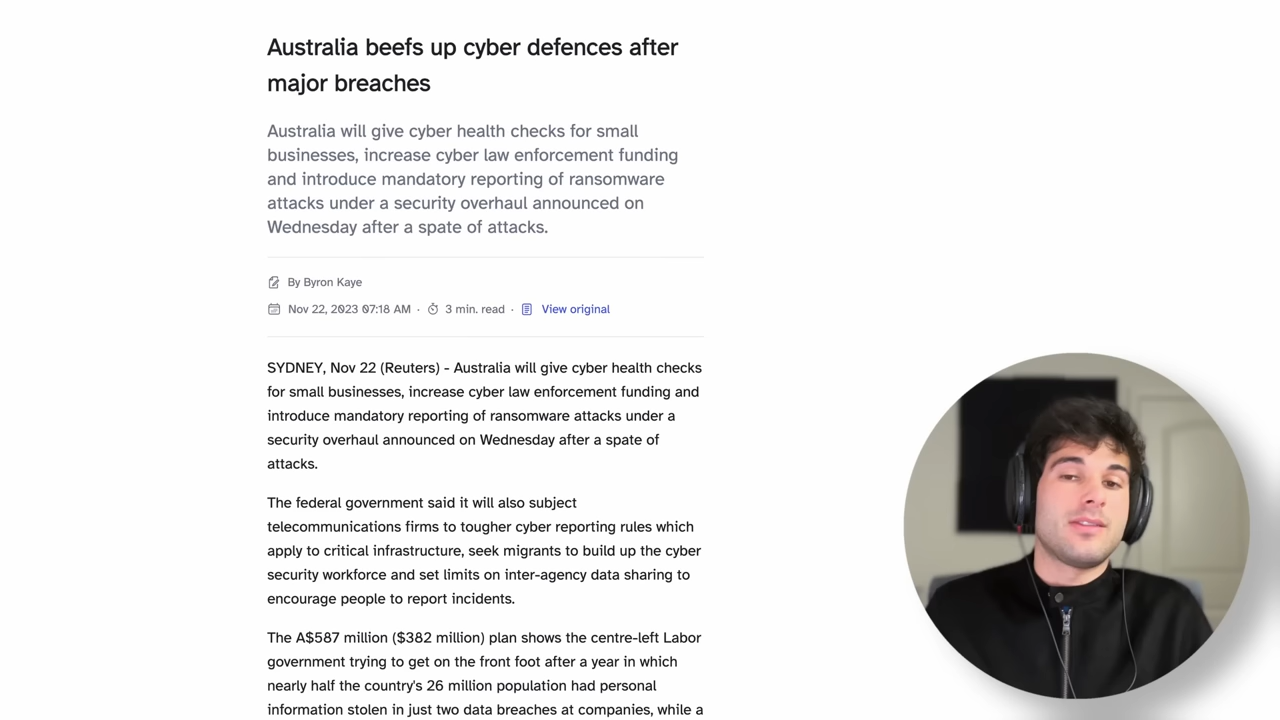 Australia beefs up cyber defences after
major breaches
Australia will give cyber health checks for small
businesses, increase cyber law enforcement funding
and introduce mandatory reporting of ransomware
attacks under a security overhaul announced on
Wednesday after a spate of attacks.
By Byron Kaye
Nov 22, 2023 07:18 AM · 3 min. read · View original
SYDNEY, Nov 22 (Reuters) - Australia will give cyber health checks
for small businesses, increase cyber law enforcement funding and
introduce mandatory reporting of ransomware attacks under a
security overhaul announced on Wednesday after a spate of
attacks.
The federal government said it will also subject
telecommunications firms to tougher cyber reporting rules which
apply to critical infrastructure, seek migrants to build up the cyber
security workforce and set limits on inter-agency data sharing to
encourage people to report incidents.
The A$587 million ($382 million) plan shows the centre-left Labor
government trying to get on the front foot after a year in which
nearly half the country's 26 million population had personal
information stolen in just two data breaches at companies, while a